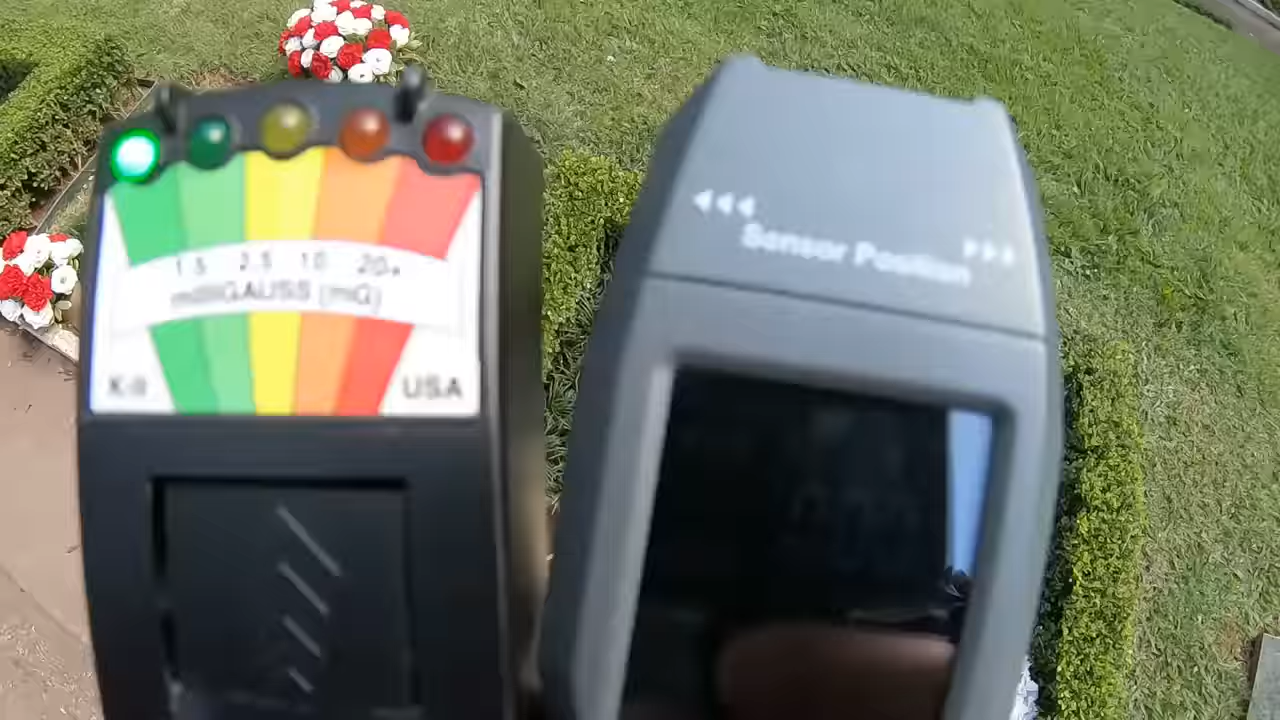 1.5 2.5 10 20+
milliGAUSS (mG)
K-II USA
◀◀◀ Sensor Position ▶▶▶